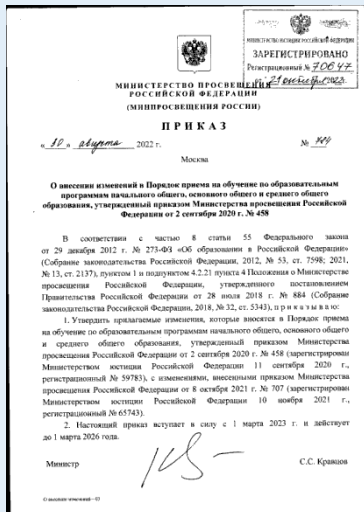 МИНИСТЕРСТВО ЮСТИЦИИ РОССИЙСКОЙ ФЕДЕРАЦИИ
ЗАРЕГИСТРИРОВАНО
Регистрационный № 70647
МИНИСТЕРСТВО ПРОСВЕЩЕНИЯ
РОССИЙСКОЙ ФЕДЕРАЦИИ
(МИНПРОСВЕЩЕНИЯ РОССИИ)
ПРИКАЗ
« 30 » августа 2022 г.
№
Москва
О внесении изменений в Порядок приема на обучение по образовательным
программам начального общего, основного общего и среднего общего
образования, утвержденный приказом Министерства просвещения Российской
Федерации от 2 сентября 2020 г. № 458
В соответствии с частью 8 статьи 55 Федерального закона
от 29 декабря 2012 г. № 273-ФЗ «Об образовании в Российской Федерации»
(Собрание законодательства Российской Федерации, 2012, № 53, ст. 7598; 2021,
№ 13, ст. 2137), пунктом 1 и подпунктом 4.2.21 пункта 4 Положения о Министерстве
просвещения Российской Федерации, утвержденного постановлением
Правительства Российской Федерации от 28 июля 2018 г. № 884 (Собрание
законодательства Российской Федерации, 2018, № 32, ст. 5343), п р и к а з ы в а ю:
1. Утвердить прилагаемые изменения, которые вносятся в Порядок приема
на обучение по образовательным программам начального общего, основного общего
и среднего общего образования, утвержденный приказом Министерства
просвещения Российской Федерации от 2 сентября 2020 г. № 458 (зарегистрирован
Министерством юстиции Российской Федерации 11 сентября 2020 г.,
регистрационный № 59783), с изменениями, внесенными приказом Министерства
просвещения Российской Федерации от 8 октября 2021 г. № 707 (зарегистрирован
Министерством юстиции Российской Федерации 10 ноября 2021 г.,
регистрационный № 65743).
2. Настоящий приказ вступает в силу с 1 марта 2023 г. и действует
до 1 марта 2026 года.
Министр
С.С. Кравцов
О внесении изменений – 03